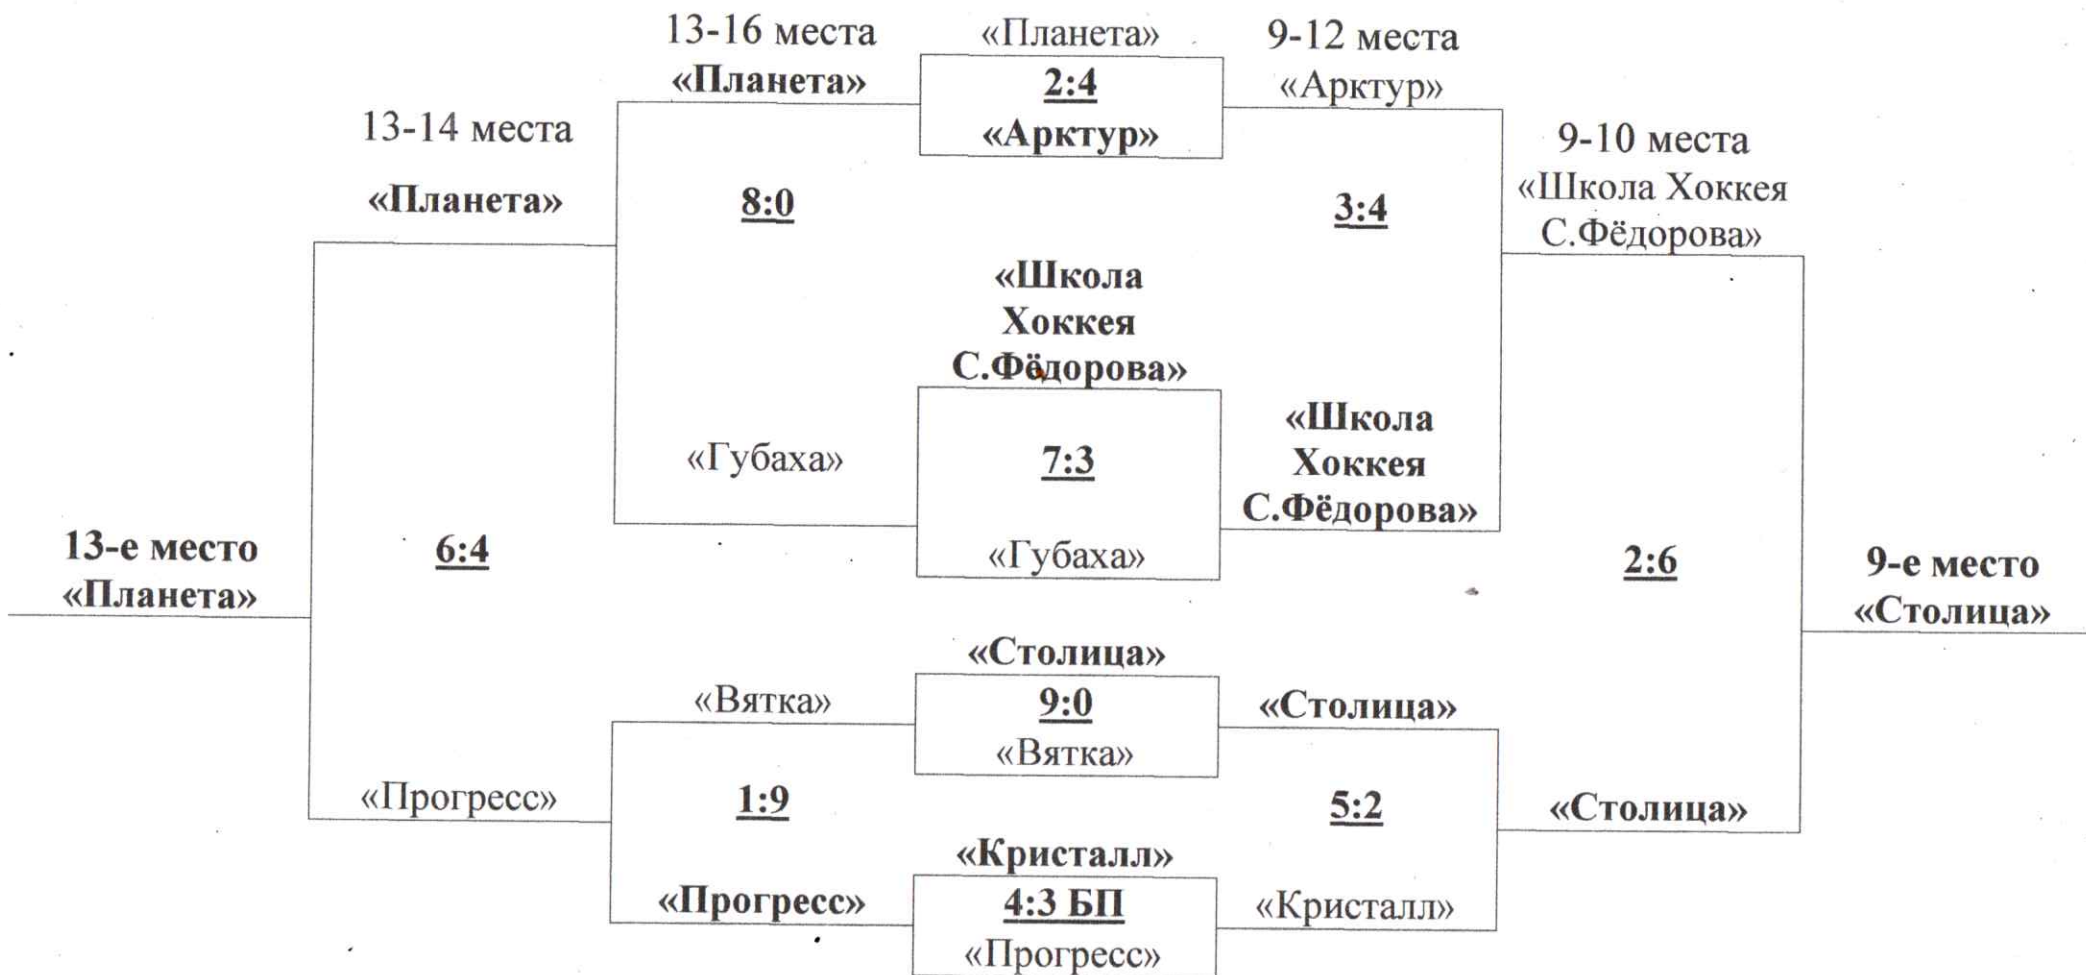 13-16 места
«Планета»
9-12 места
«Планета»
2:4
«Арктур»
«Арктур»
13-14 места
9-10 места
«Планета»
8:0
3:4
«Школа Хоккея
С.Фёдорова»
«Школа
Хоккея
С.Фёдорова»
«Губаха»
7:3
«Школа
Хоккея
С.Фёдорова»
13-е место
«Планета»
6:4
«Губаха»
2:6
9-е место
«Столица»
«Столица»
«Вятка»
9:0
«Столица»
«Вятка»
«Прогресс»
1:9
5:2
«Столица»
«Кристалл»
«Прогресс»
4:3 БП
«Кристалл»
«Прогресс»